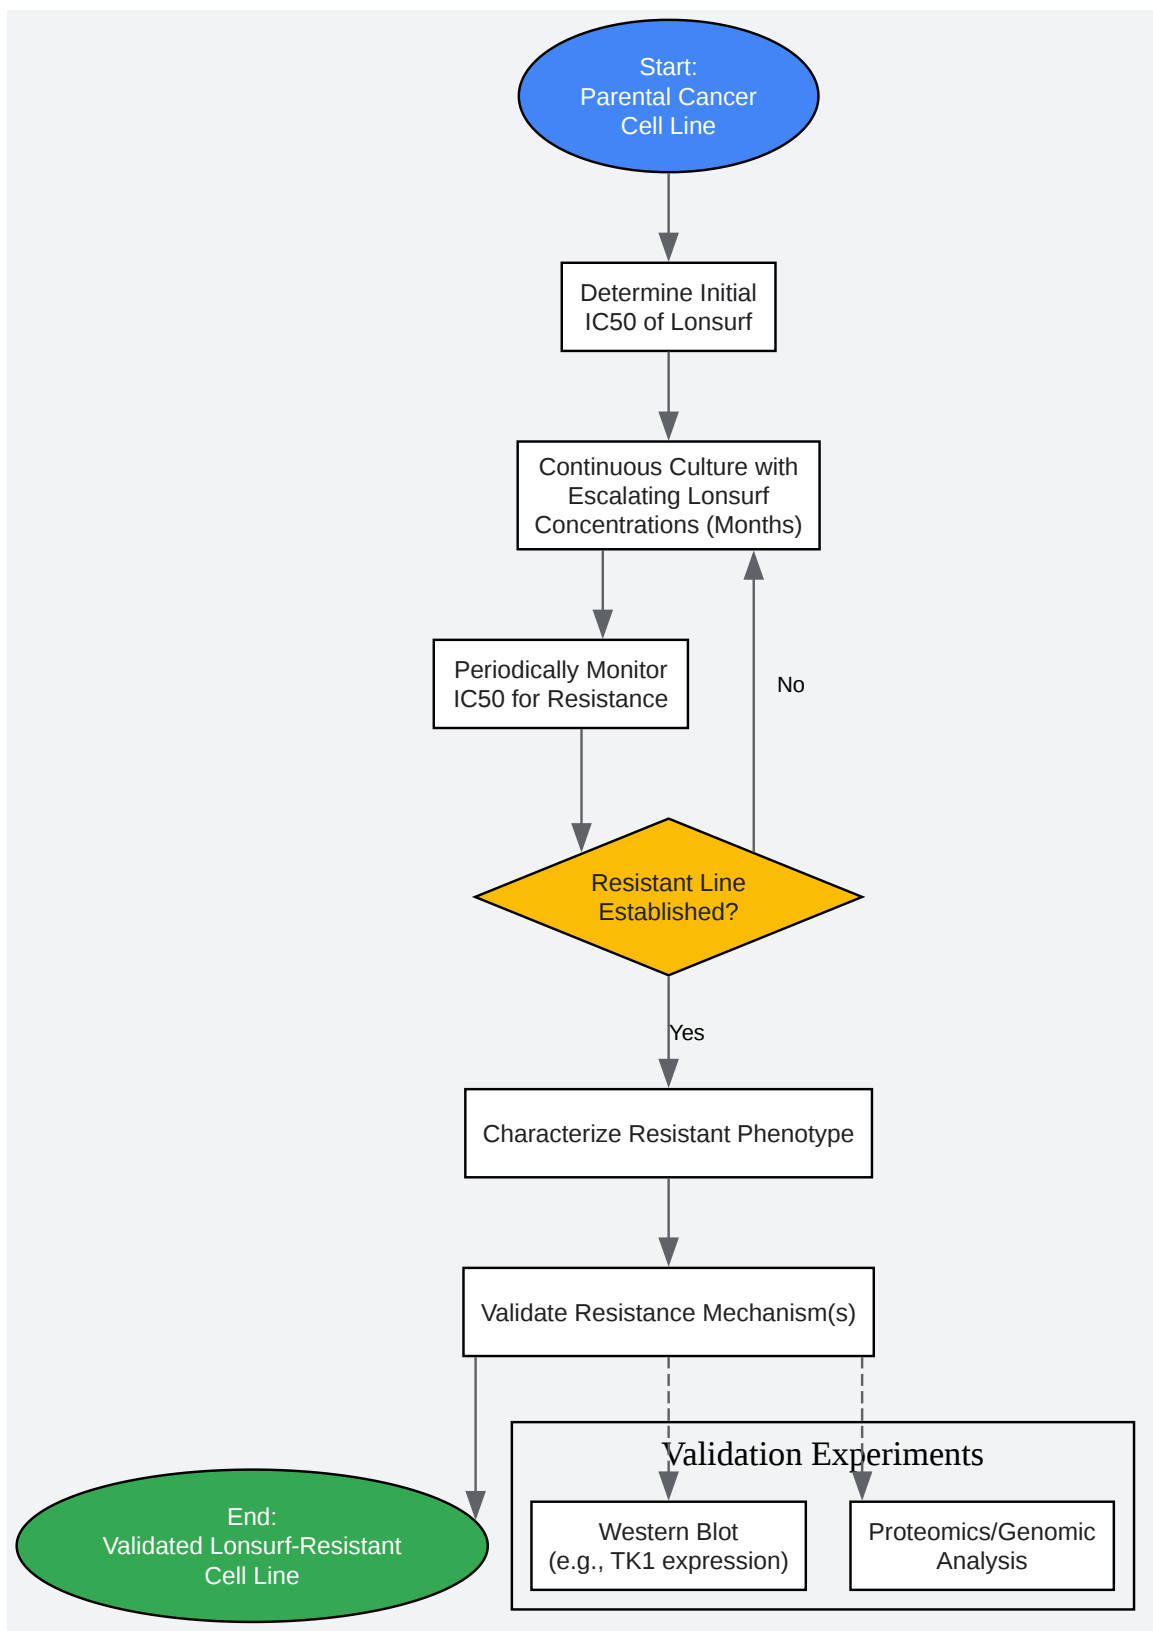 Start:
Parental Cancer
Cell Line
Determine Initial
IC50 of Lonsurf
Continuous Culture with
Escalating Lonsurf
Concentrations (Months)
Periodically Monitor
IC50 for Resistance
No
Resistant Line
Established?
Yes
Characterize Resistant Phenotype
Validate Resistance Mechanism(s)
Validation Experiments
End:
Validated Lonsurf-Resistant
Cell Line
Western Blot
(e.g., TK1 expression)
Proteomics/Genomic
Analysis